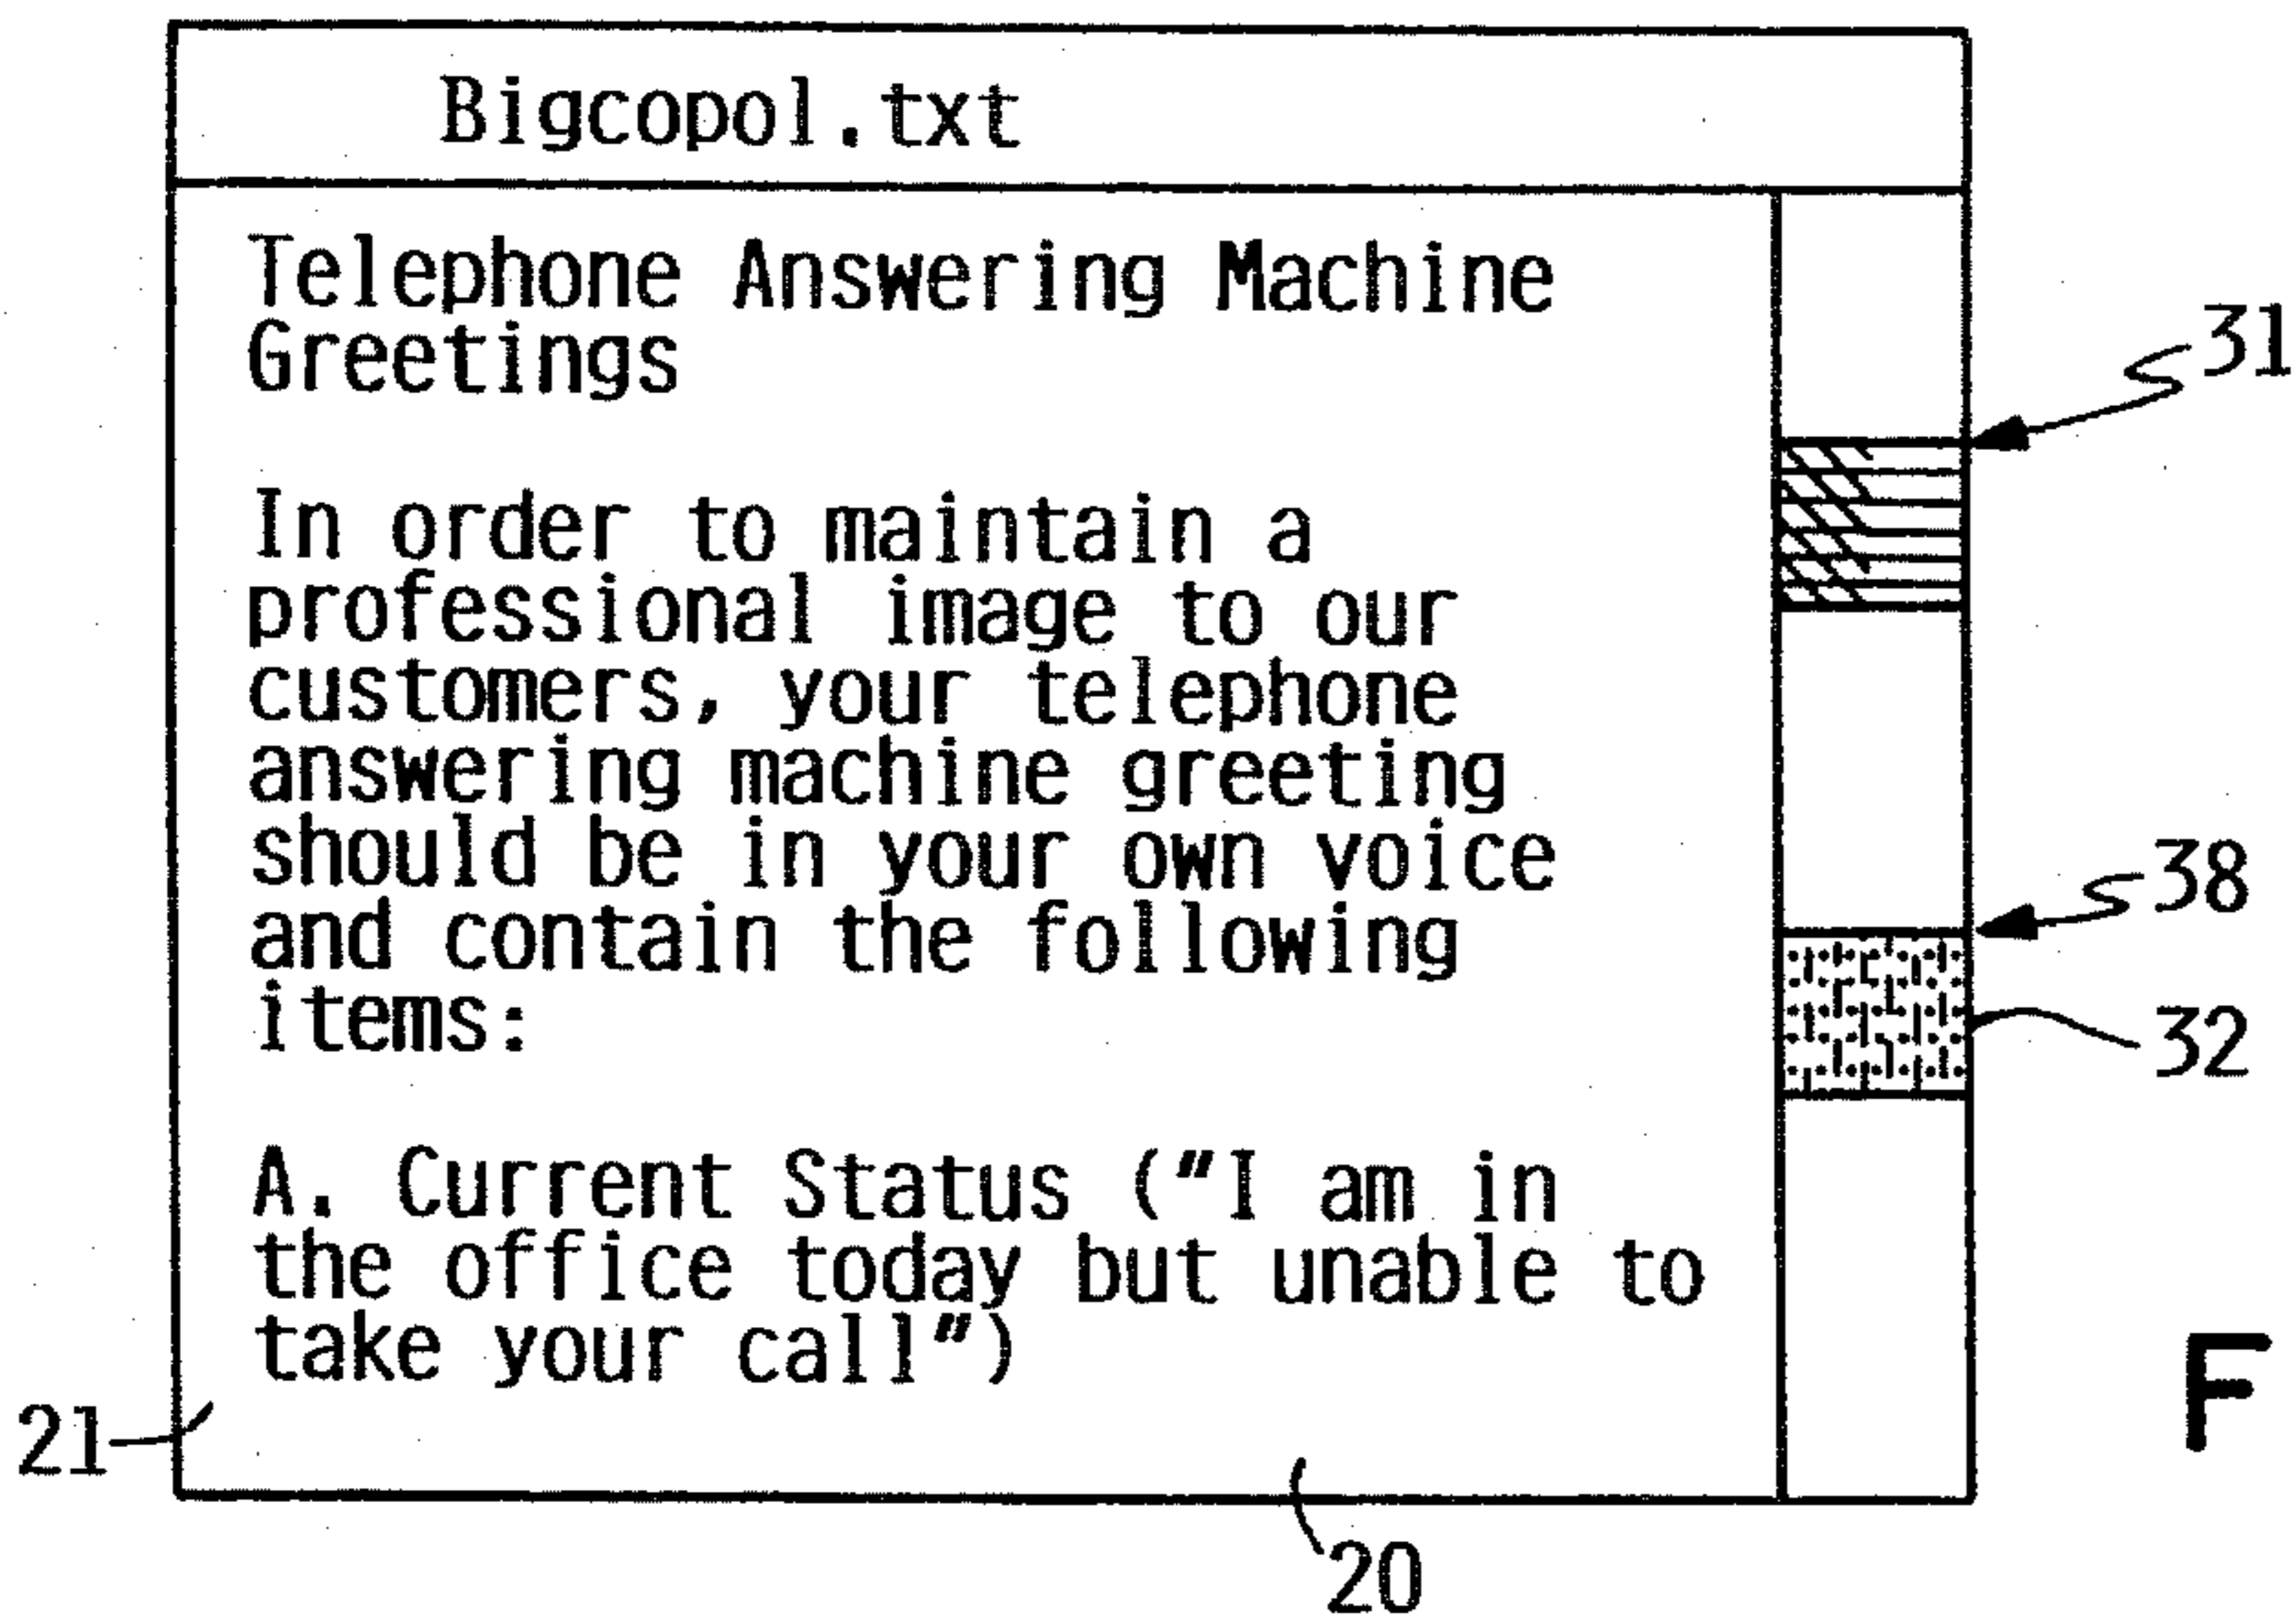 Bigcopol.txt
Telephone Answering Machine
Greetings
31
In order to maintain a
professional image to our
customers, your telephone
answering machine greeting
should be in your own voice
38
and contain the following
items:
32
A. Current Status ("I am in
the office today but unable to
take your call")
F
21
20